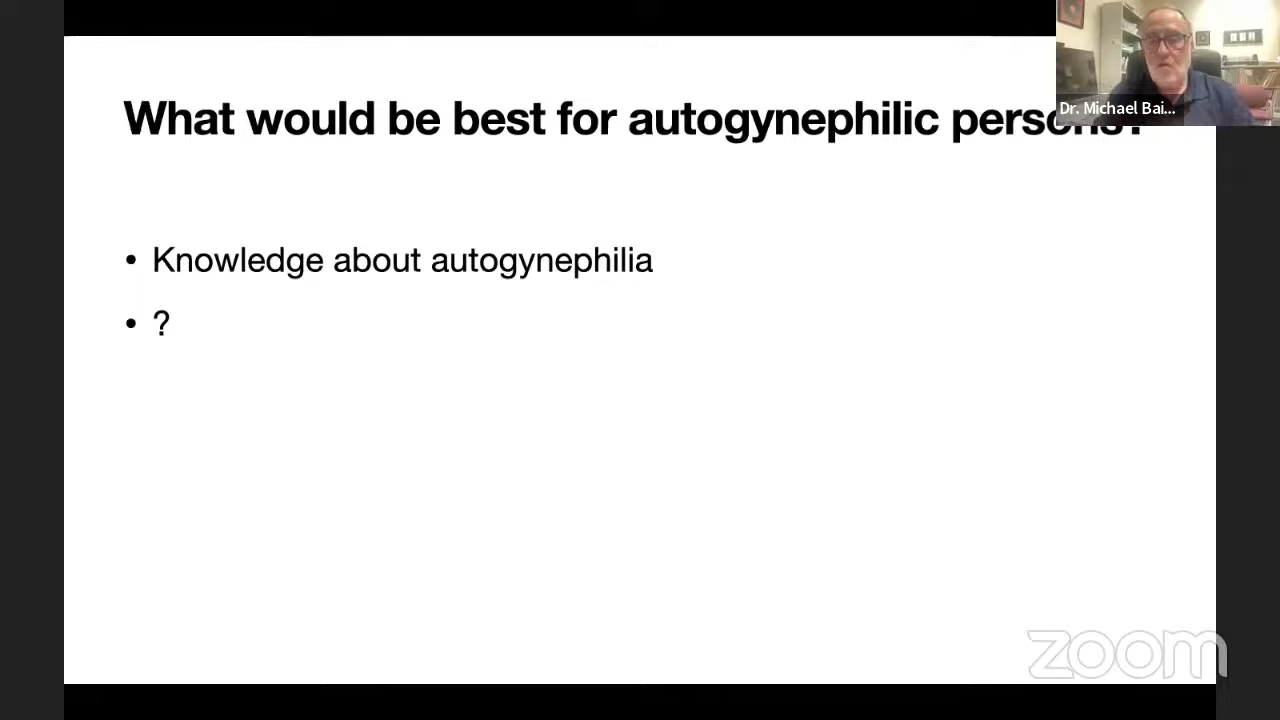 What would be best for autogynephilic persons?
Dr. Michael Bai...
• Knowledge about autogynephilia
• ?
zoom